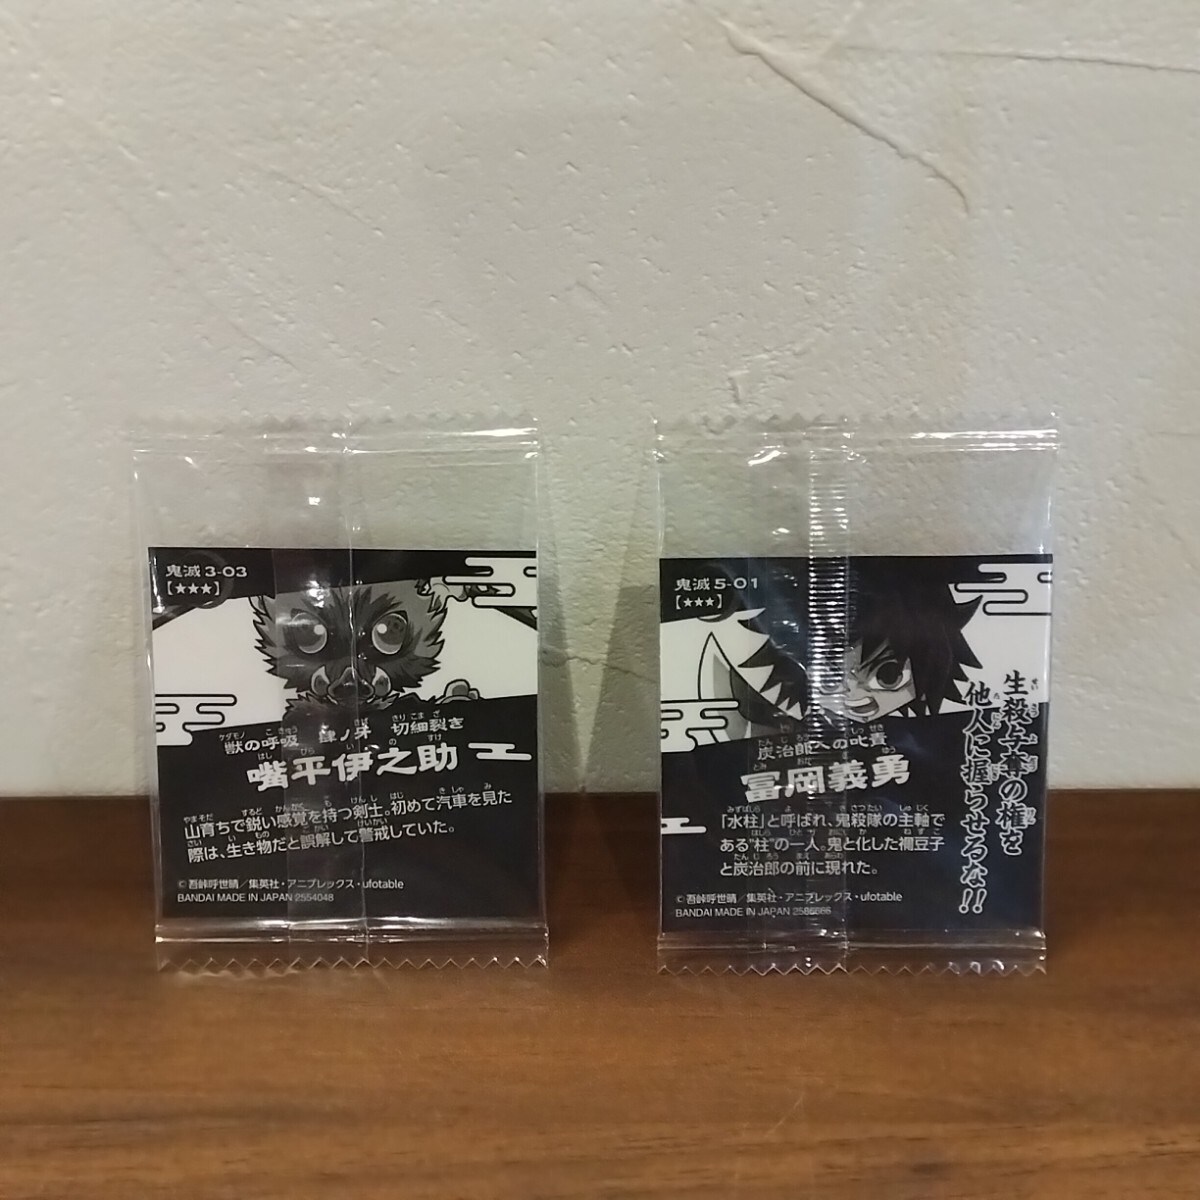 鬼滅 3-03
【★★★】
獣の呼吸 肆ノ牙 切細裂き
嘴平伊之助
山育ちで鋭い感覚を持つ剣士。初めて汽車を見た
際は、生き物だと誤解して警戒していた。
©吾峠呼世晴／集英社・アニプレックス・ufotable
BANDAI MADE IN JAPAN 2554048
鬼滅 5-01
【★★★】
生殺与奪の権を
他人に握らせるな!!
炭治郎への叱責
冨岡義勇
「水柱」と呼ばれ、鬼殺隊の主軸で
ある"柱"の一人。鬼と化した禰豆子
と炭治郎の前に現れた。
©吾峠呼世晴／集英社・アニプレックス・ufotable
BANDAI MADE IN JAPAN 2586886